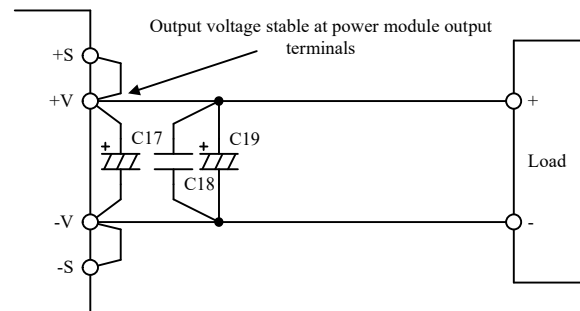 Output voltage stable at power module output
terminals
+S
+V
+
C17
+
C19
C18
-V
-S
+
Load
-